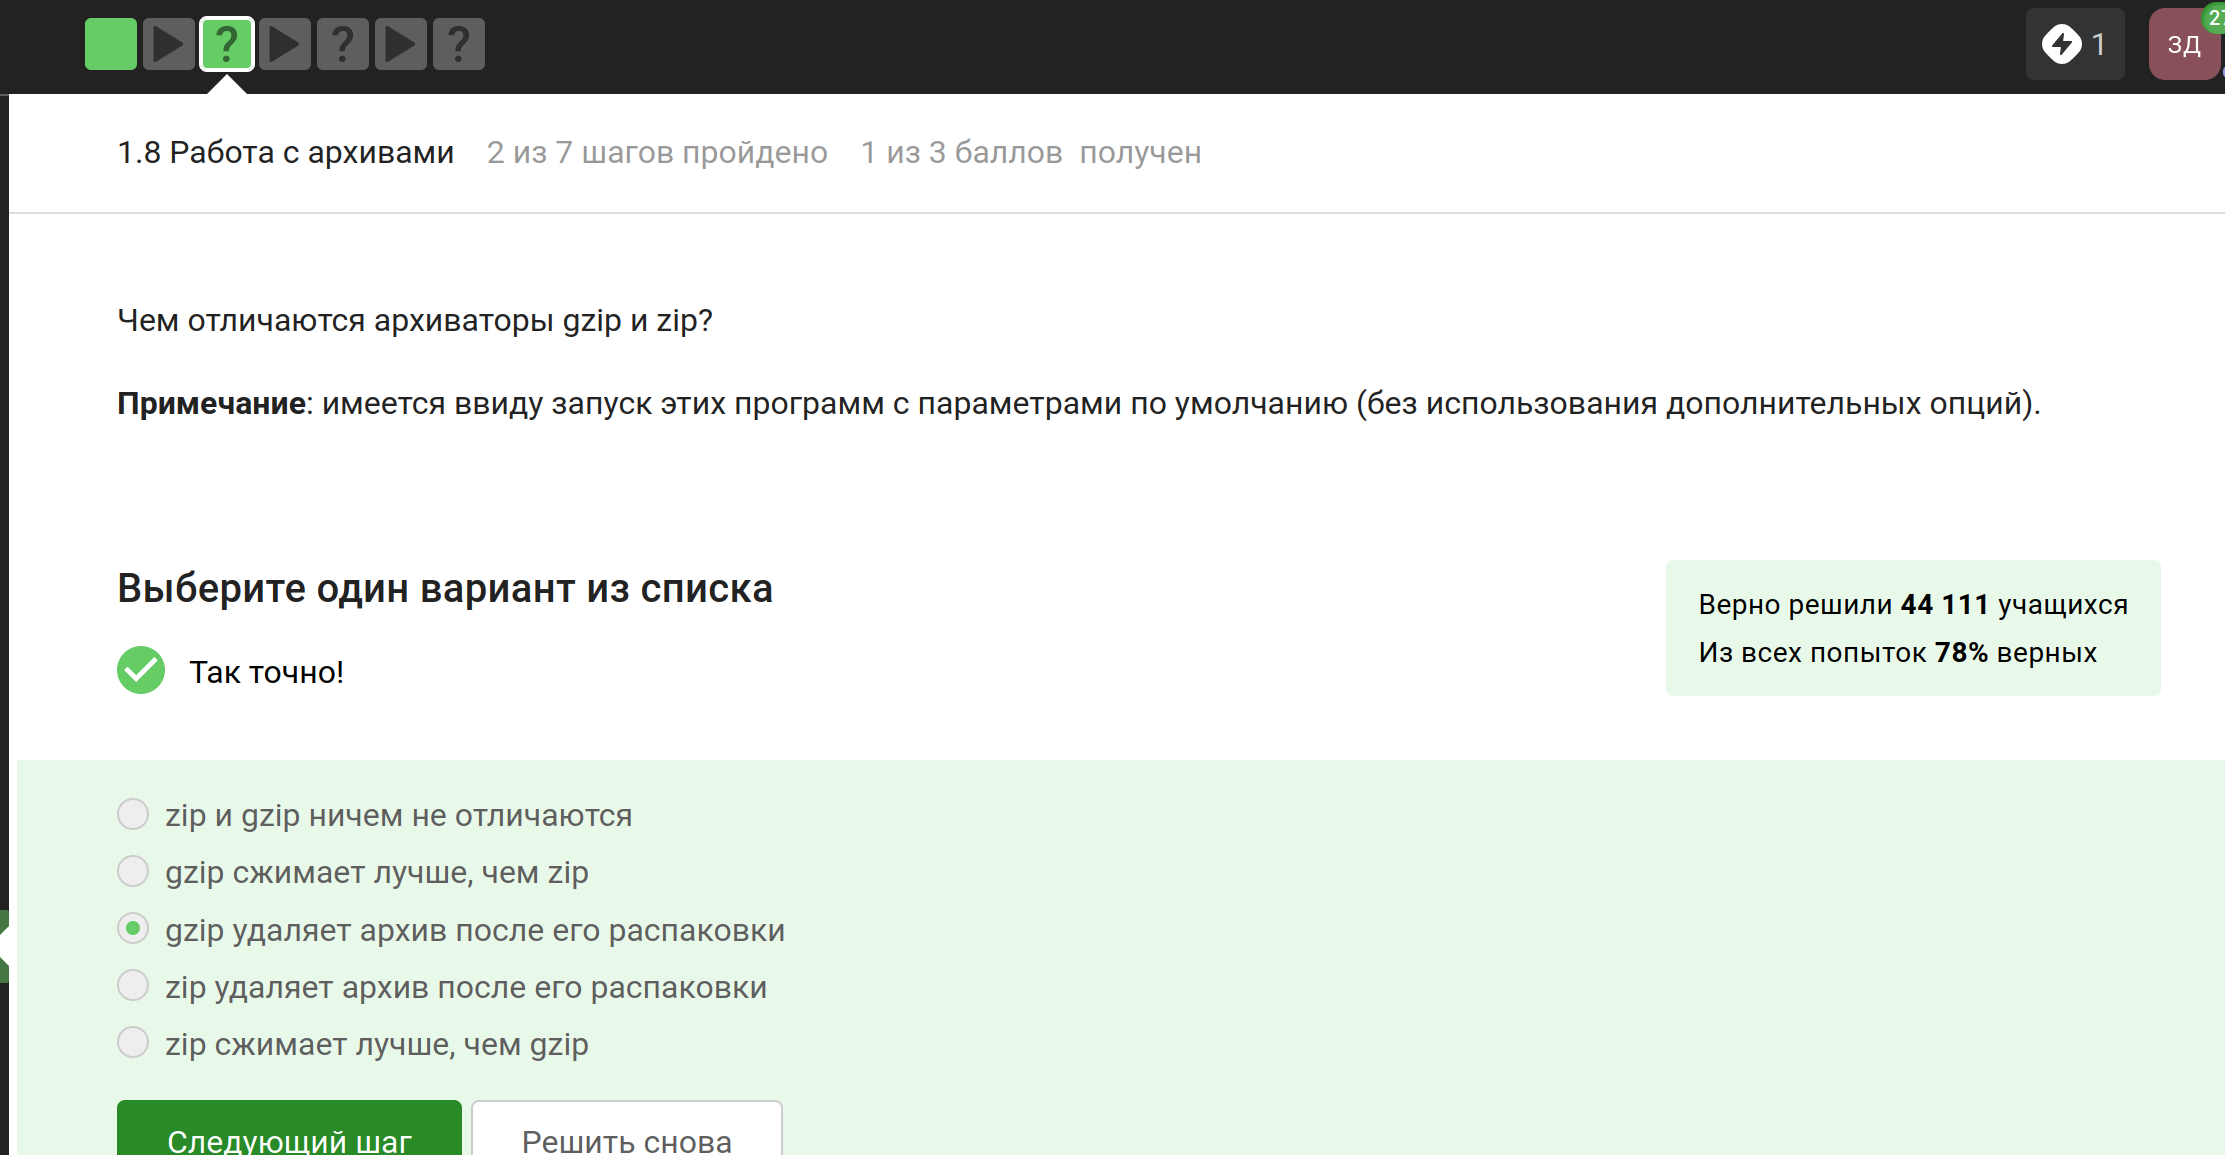 ?
?
?
1
ЗД
27
1.8 Работа с архивами 2 из 7 шагов пройдено 1 из 3 баллов получен
Чем отличаются архиваторы gzip и zip?
Примечание: имеется ввиду запуск этих программ с параметрами по умолчанию (без использования дополнительных опций).
Выберите один вариант из списка
Так точно!
Верно решили 44 111 учащихся
Из всех попыток 78% верных
zip и gzip ничем не отличаются
gzip сжимает лучше, чем zip
gzip удаляет архив после его распаковки
zip удаляет архив после его распаковки
zip сжимает лучше, чем gzip
Следующий шаг
Решить снова